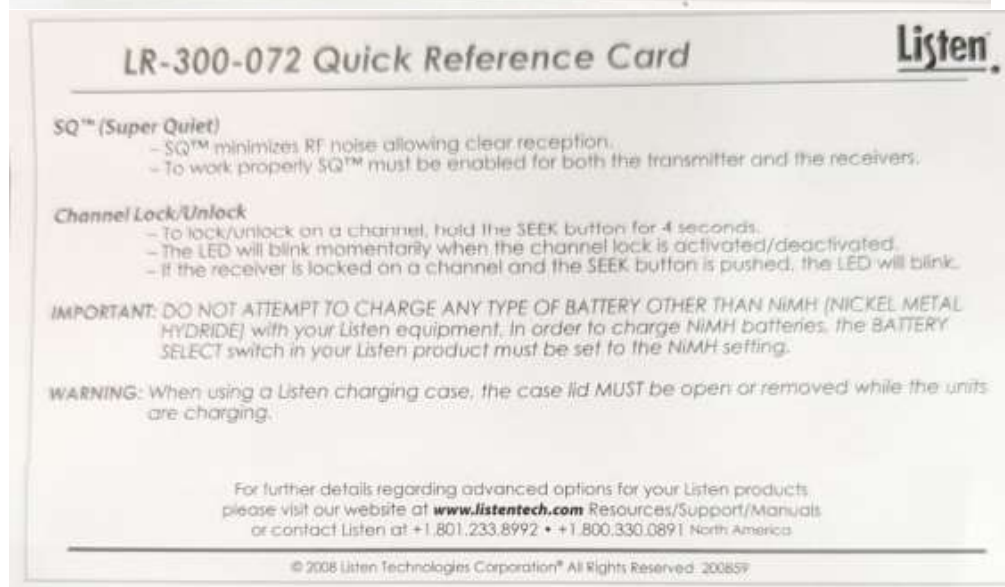 LR-300-072 Quick Reference Card
Listen
SQ™ (Super Quiet)
– SQ™ minimizes RF noise allowing clear reception.
– To work properly SQ™ must be enabled for both the transmitter and the receivers.
Channel Lock/Unlock
– To lock/unlock on a channel, hold the SEEK button for 4 seconds.
– The LED will blink momentarily when the channel lock is activated/deactivated.
– If the receiver is locked on a channel and the SEEK button is pushed, the LED will blink.
IMPORTANT: DO NOT ATTEMPT TO CHARGE ANY TYPE OF BATTERY OTHER THAN NiMH (NICKEL METAL
HYDRIDE) with your Listen equipment. In order to charge NiMH batteries, the BATTERY
SELECT switch in your Listen product must be set to the NiMH setting.
WARNING: When using a Listen charging case, the case lid MUST be open or removed while the units
are charging.
For further details regarding advanced options for your Listen products
please visit our website at www.listentech.com Resources/Support/Manuals
or contact Listen at +1.801.233.8992 • +1.800.330.0891 North America
© 2008 Listen Technologies Corporation® All Rights Reserved 200859